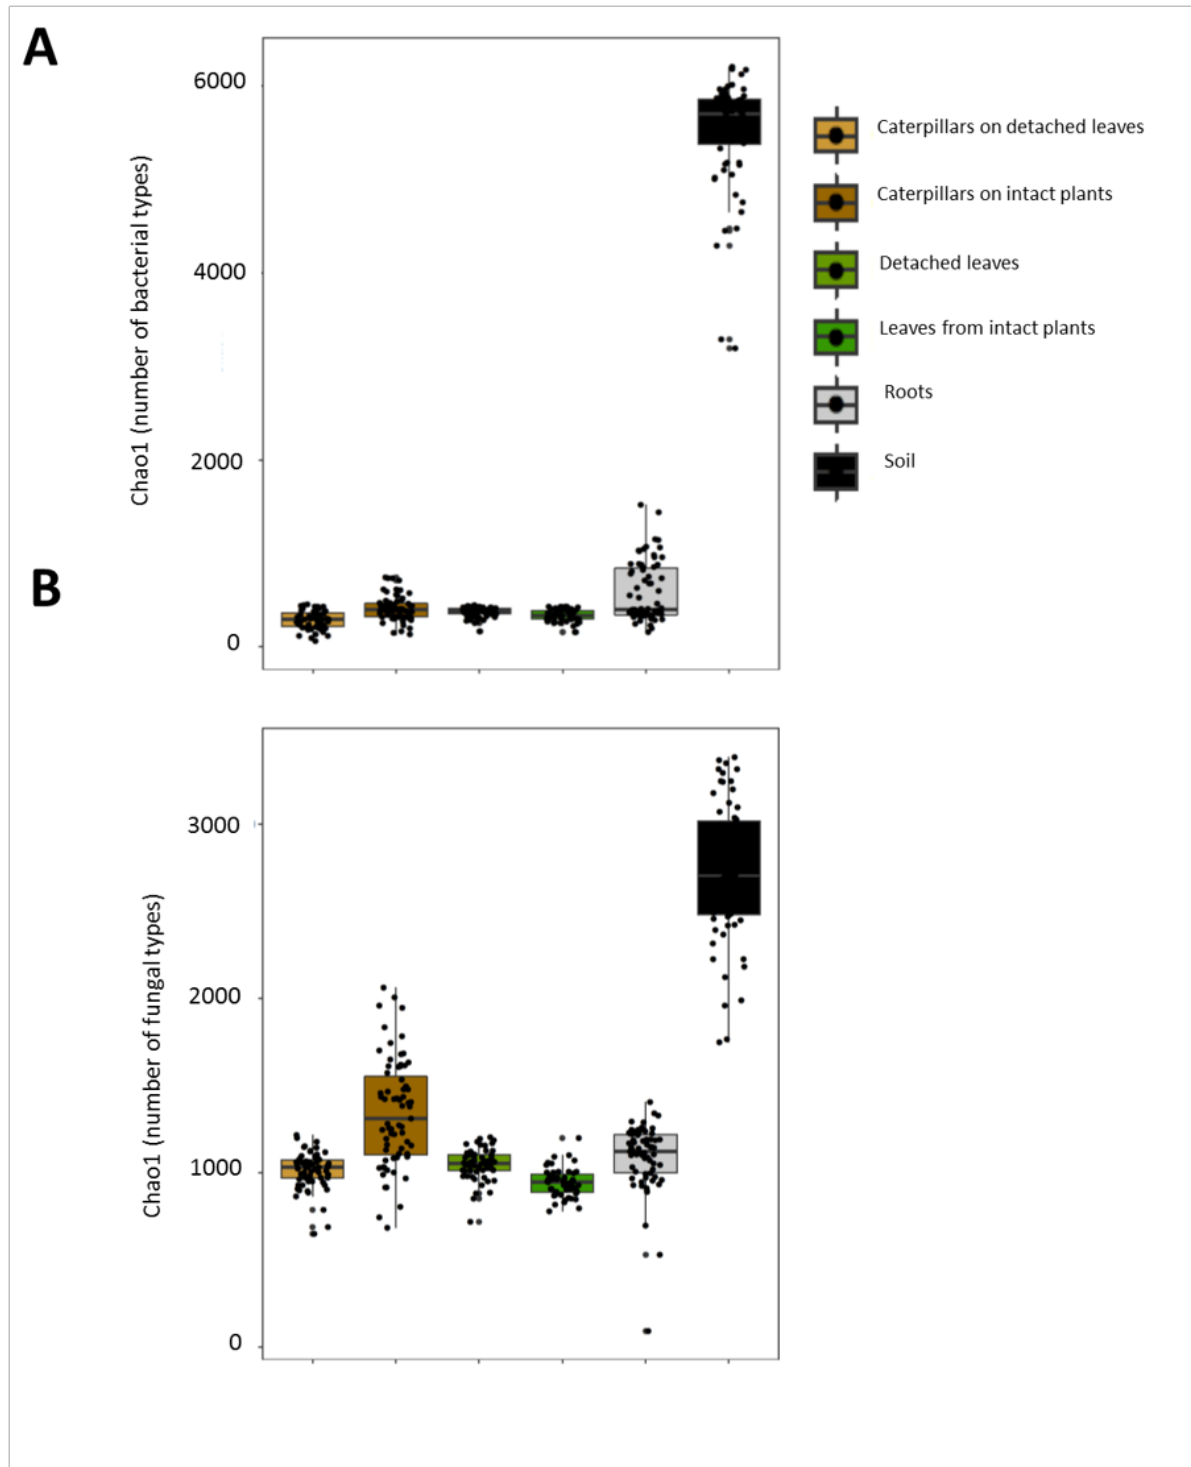 A
Chao1 (number of bacterial types)
6000
4000
2000
0
Caterpillars on detached leaves
Caterpillars on intact plants
Detached leaves
Leaves from intact plants
Roots
Soil
B
Chao1 (number of fungal types)
3000
2000
1000
0